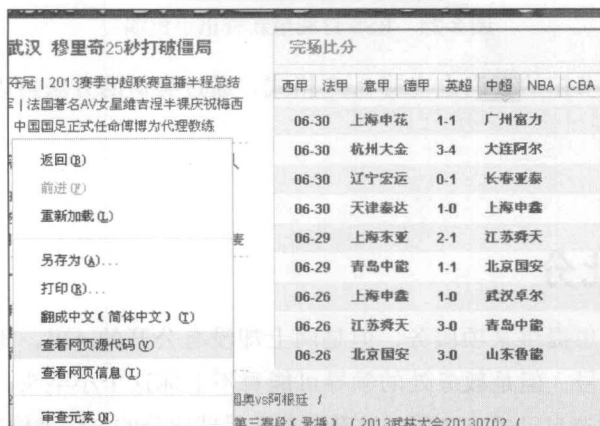 武汉 穆里奇25秒打破僵局
夺冠 | 2013赛季中超联赛直播半程总结
| 法国著名AV女星维吉涅半裸庆祝梅西
中国国足正式任命傅博为代理教练
返回(B)
前进(F)
重新加载(L)
另存为(A)...
打印(R)...
翻成中文(简体中文)(T)
查看网页源代码(V)
查看网页信息(I)
审查元素(N)
完场比分
西甲 法甲 意甲 德甲 英超 中超 NBA CBA
06-30 上海申花 1-1 广州富力
06-30 杭州大金 3-4 大连阿尔
06-30 辽宁宏运 0-1 长春亚泰
06-30 天津泰达 1-0 上海申鑫
06-29 上海东亚 2-1 江苏舜天
06-29 青岛中能 1-1 北京国安
06-26 上海申鑫 1-0 武汉卓尔
06-26 江苏舜天 3-0 青岛中能
06-26 北京国安 3-0 山东鲁能
奥vs阿根廷 /
第三赛段(录播) / 2013武林大会20130702 /